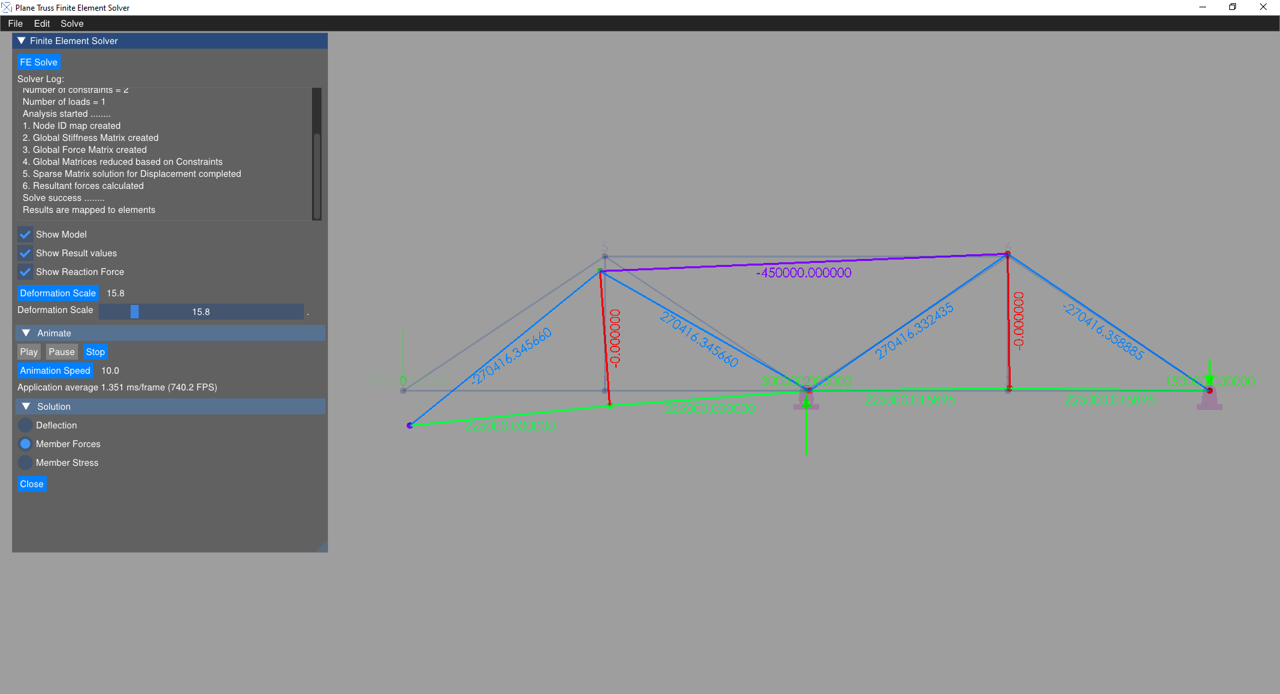 Plane Truss Finite Element Solver
File Edit Solve
Finite Element Solver
FE Solve
Solver Log:
Number of constraints = 2
Number of loads = 1
Analysis started ........
1. Node ID map created
2. Global Stiffness Matrix created
3. Global Force Matrix created
4. Global Matrices reduced based on Constraints
5. Sparse Matrix solution for Displacement completed
6. Resultant forces calculated
Solve success ........
Results are mapped to elements
Show Model
Show Result values
Show Reaction Force
Deformation Scale 15.8
Deformation Scale 15.8 .
Animate
Play Pause Stop
Animation Speed 10.0
Application average 1.351 ms/frame (740.2 FPS)
Solution
Deflection
Member Forces
Member Stress
Close
-450000.000000
-270416.345660
-0.000000
270416.345660
270416.332435
-0.000000
-270416.358885
0
225000.000000
225000.000000